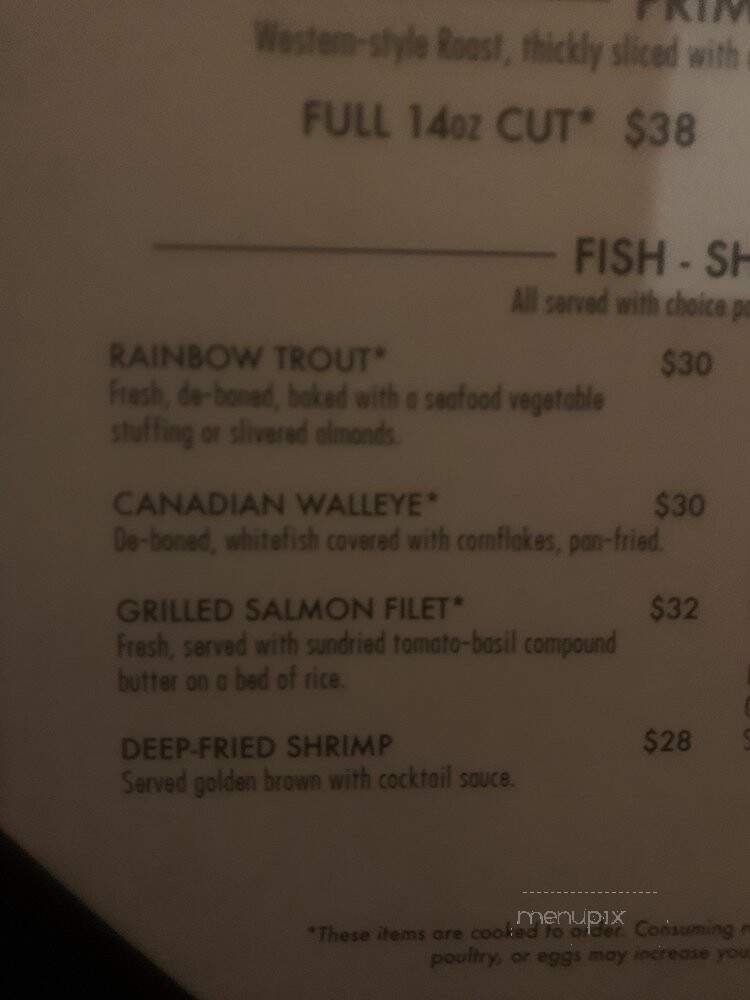 Western-style Roast, thickly sliced with
FULL 14oz CUT* $38
FISH - SH
All served with choice
RAINBOW TROUT* $30
Fresh, de-boned, baked with a seafood vegetable
stuffing or slivered almonds.
CANADIAN WALLEYE* $30
De-boned, whitefish covered with cornflakes, pan-fried.
GRILLED SALMON FILET* $32
Fresh, served with sundried tomato-basil compound
butter on a bed of rice.
DEEP-FRIED SHRIMP $28
Served golden brown with cocktail sauce.
menupix
*These items are cooked to order. Consuming
poultry, or eggs may increase you